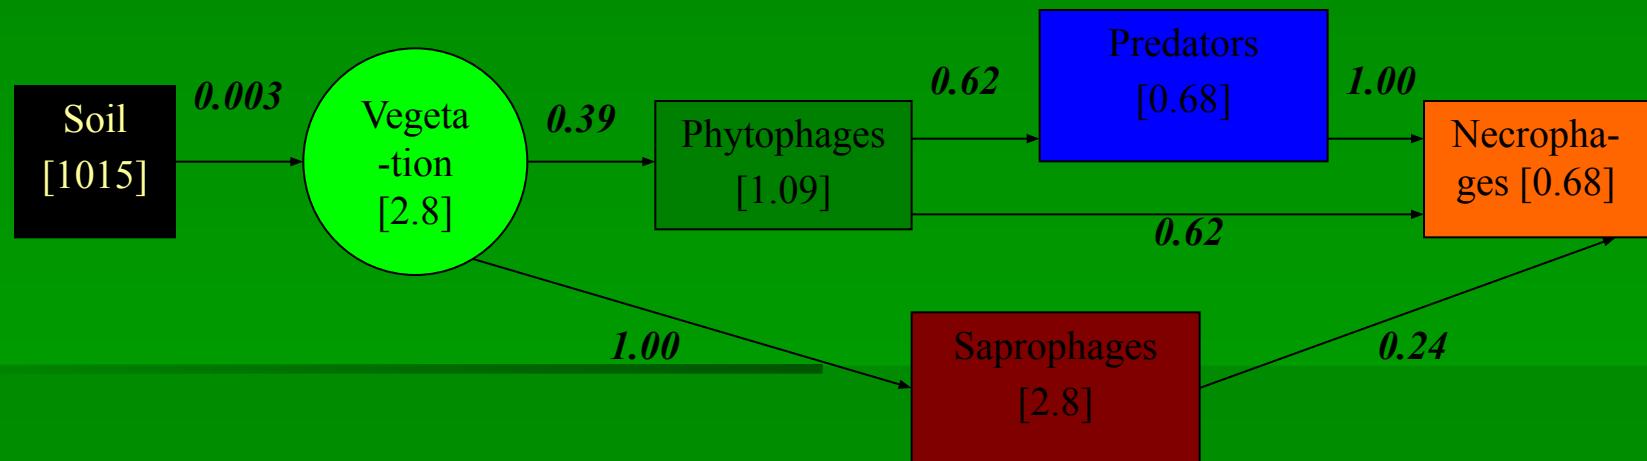 Soil
[1015]
0.003
Vegeta
-tion
[2.8]
0.39
Phytophages
[1.09]
0.62
Predators
[0.68]
1.00
Necropha-
ges [0.68]
0.62
1.00
Saprophages
[2.8]
0.24